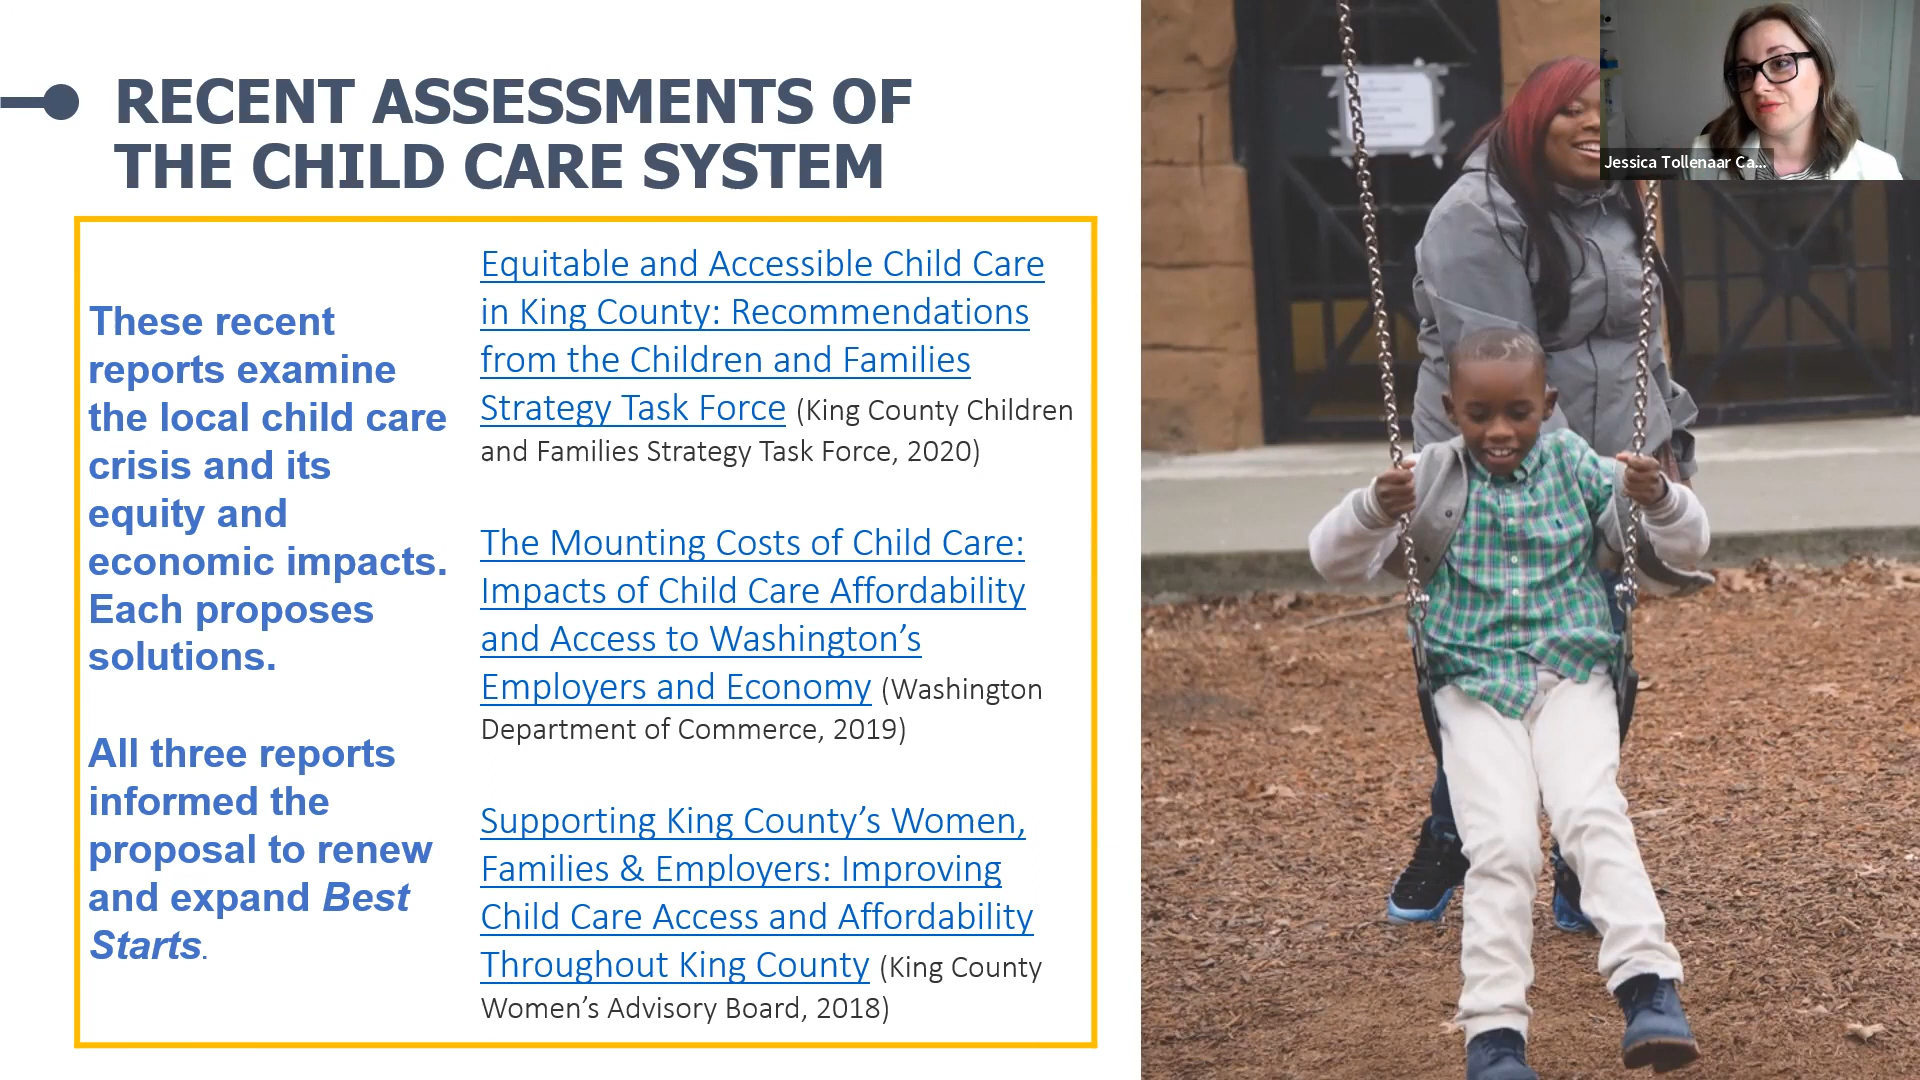 RECENT ASSESSMENTS OF
THE CHILD CARE SYSTEM
These recent
reports examine
the local child care
crisis and its
equity and
economic impacts.
Each proposes
solutions.
All three reports
informed the
proposal to renew
and expand Best
Starts.
Equitable and Accessible Child Care
in King County: Recommendations
from the Children and Families
Strategy Task Force (King County Children
and Families Strategy Task Force, 2020)
The Mounting Costs of Child Care:
Impacts of Child Care Affordability
and Access to Washington’s
Employers and Economy (Washington
Department of Commerce, 2019)
Supporting King County’s Women,
Families & Employers: Improving
Child Care Access and Affordability
Throughout King County (King County
Women’s Advisory Board, 2018)
Jessica Tollenaar Ca...